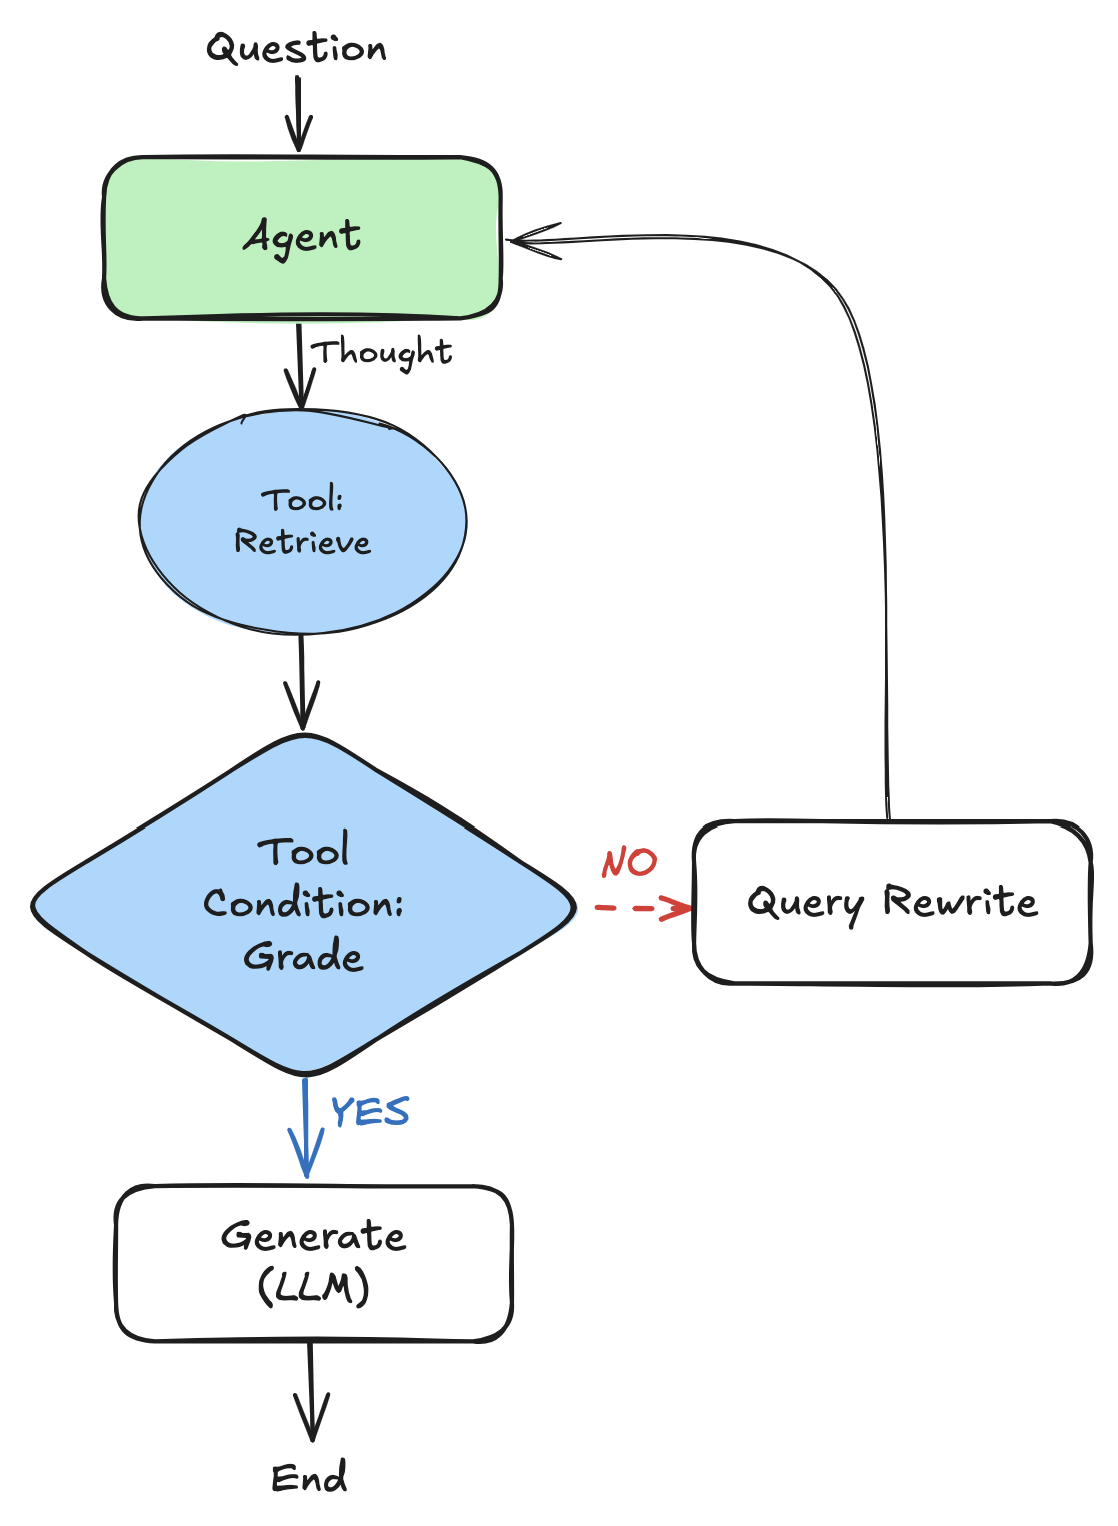 Question
Agent
Thought
Tool:
Retrieve
Tool
Condition:
Grade
NO
Query Rewrite
YES
Generate
(LLM)
End